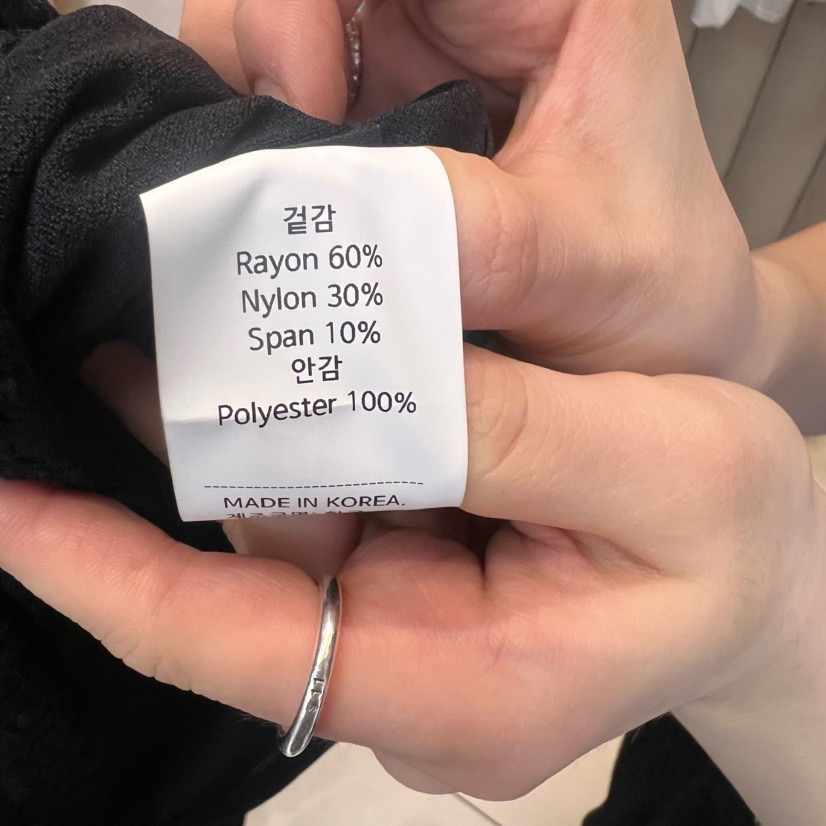 겉감
Rayon 60%
Nylon 30%
Span 10%
안감
Polyester 100%
MADE IN KOREA.